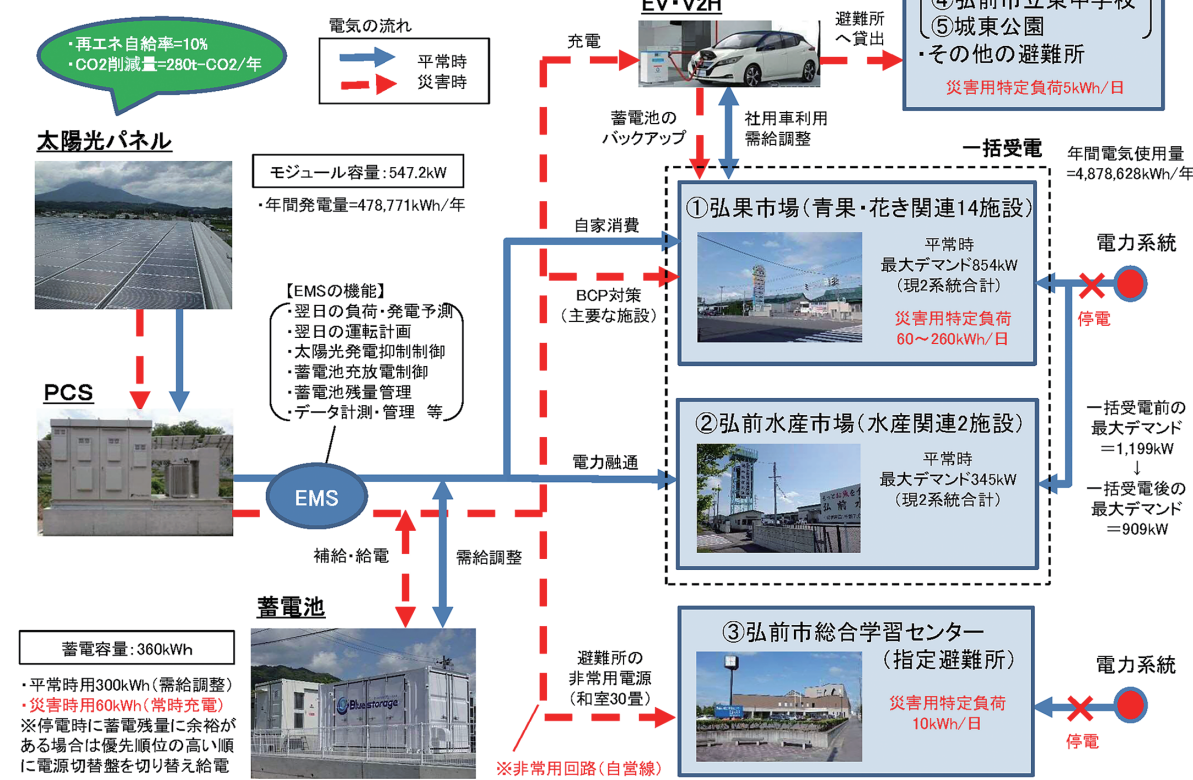 ・再エネ自給率=10%
・CO2削減量=280t-CO2/年
電気の流れ
平常時
災害時
EV・V2H
充電
避難所
へ貸出
④弘前市立東中学校
⑤城東公園
・その他の避難所
災害用特定負荷5kWh/日
蓄電池の
バックアップ
社用車利用
需給調整
太陽光パネル
モジュール容量：547.2kW
・年間発電量=478,771kWh/年
一括受電
年間電気使用量
=4,878,628kWh/年
①弘果市場（青果・花き関連14施設）
平常時
最大デマンド854kW
（現2系統合計）
災害用特定負荷
60～260kWh/日
自家消費
BCP対策
（主要な施設）
電力系統
停電
【EMSの機能】
・翌日の負荷・発電予測
・翌日の運転計画
・太陽光発電抑制制御
・蓄電池充放電制御
・蓄電池残量管理
・データ計測・管理 等
PCS
EMS
②弘前水産市場（水産関連2施設）
平常時
最大デマンド345kW
（現2系統合計）
電力融通
一括受電前の
最大デマンド
＝1,199kW
↓
一括受電後の
最大デマンド
＝909kW
補給・給電
需給調整
蓄電池
蓄電容量：360kWh
・平常時用300kWh（需給調整）
・災害時用60kWh（常時充電）
※停電時に蓄電残量に余裕が
ある場合は優先順位の高い順
に電源切替盤を切り替え給電
Bluestorage
③弘前市総合学習センター
（指定避難所）
災害用特定負荷
10kWh/日
避難所の
非常用電源
（和室30畳）
※非常用回路（自営線）
電力系統
停電